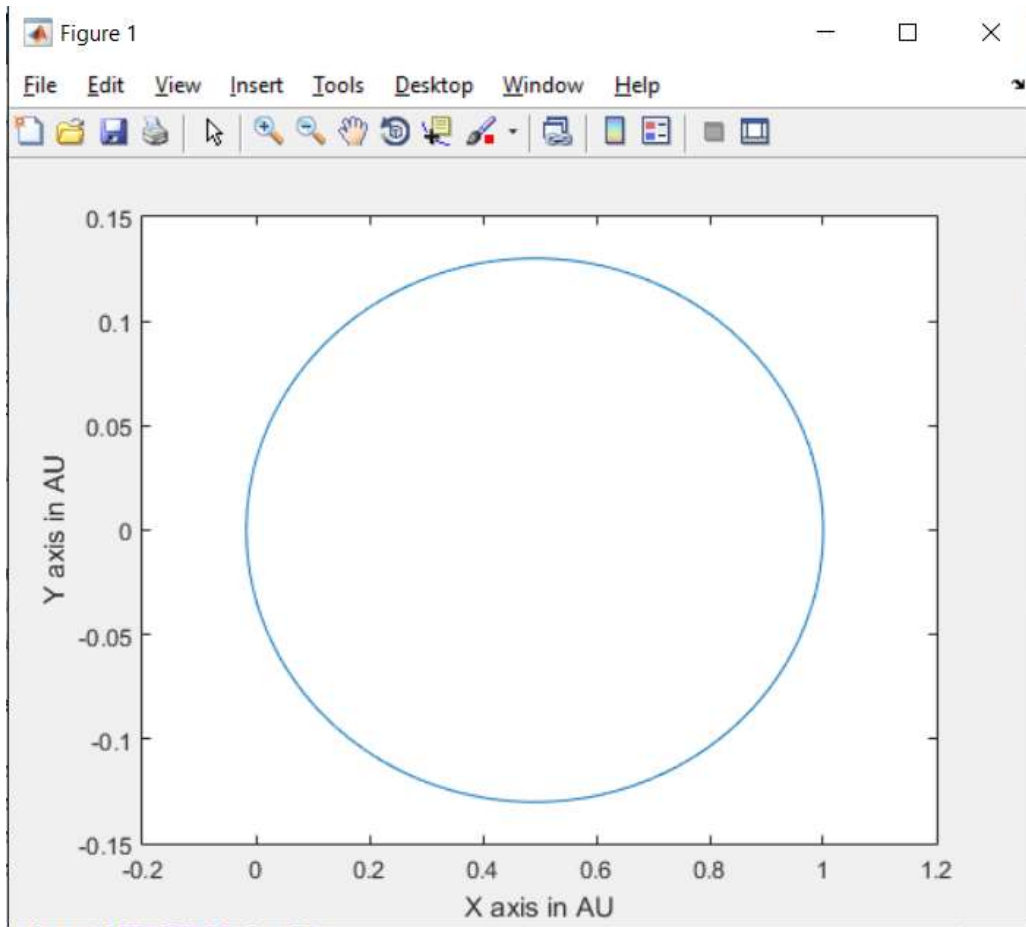 Figure 1
File Edit View Insert Tools Desktop Window Help
0.15
0.1
0.05
0
-0.05
-0.1
-0.15
Y axis in AU
-0.2 0 0.2 0.4 0.6 0.8 1 1.2
X axis in AU